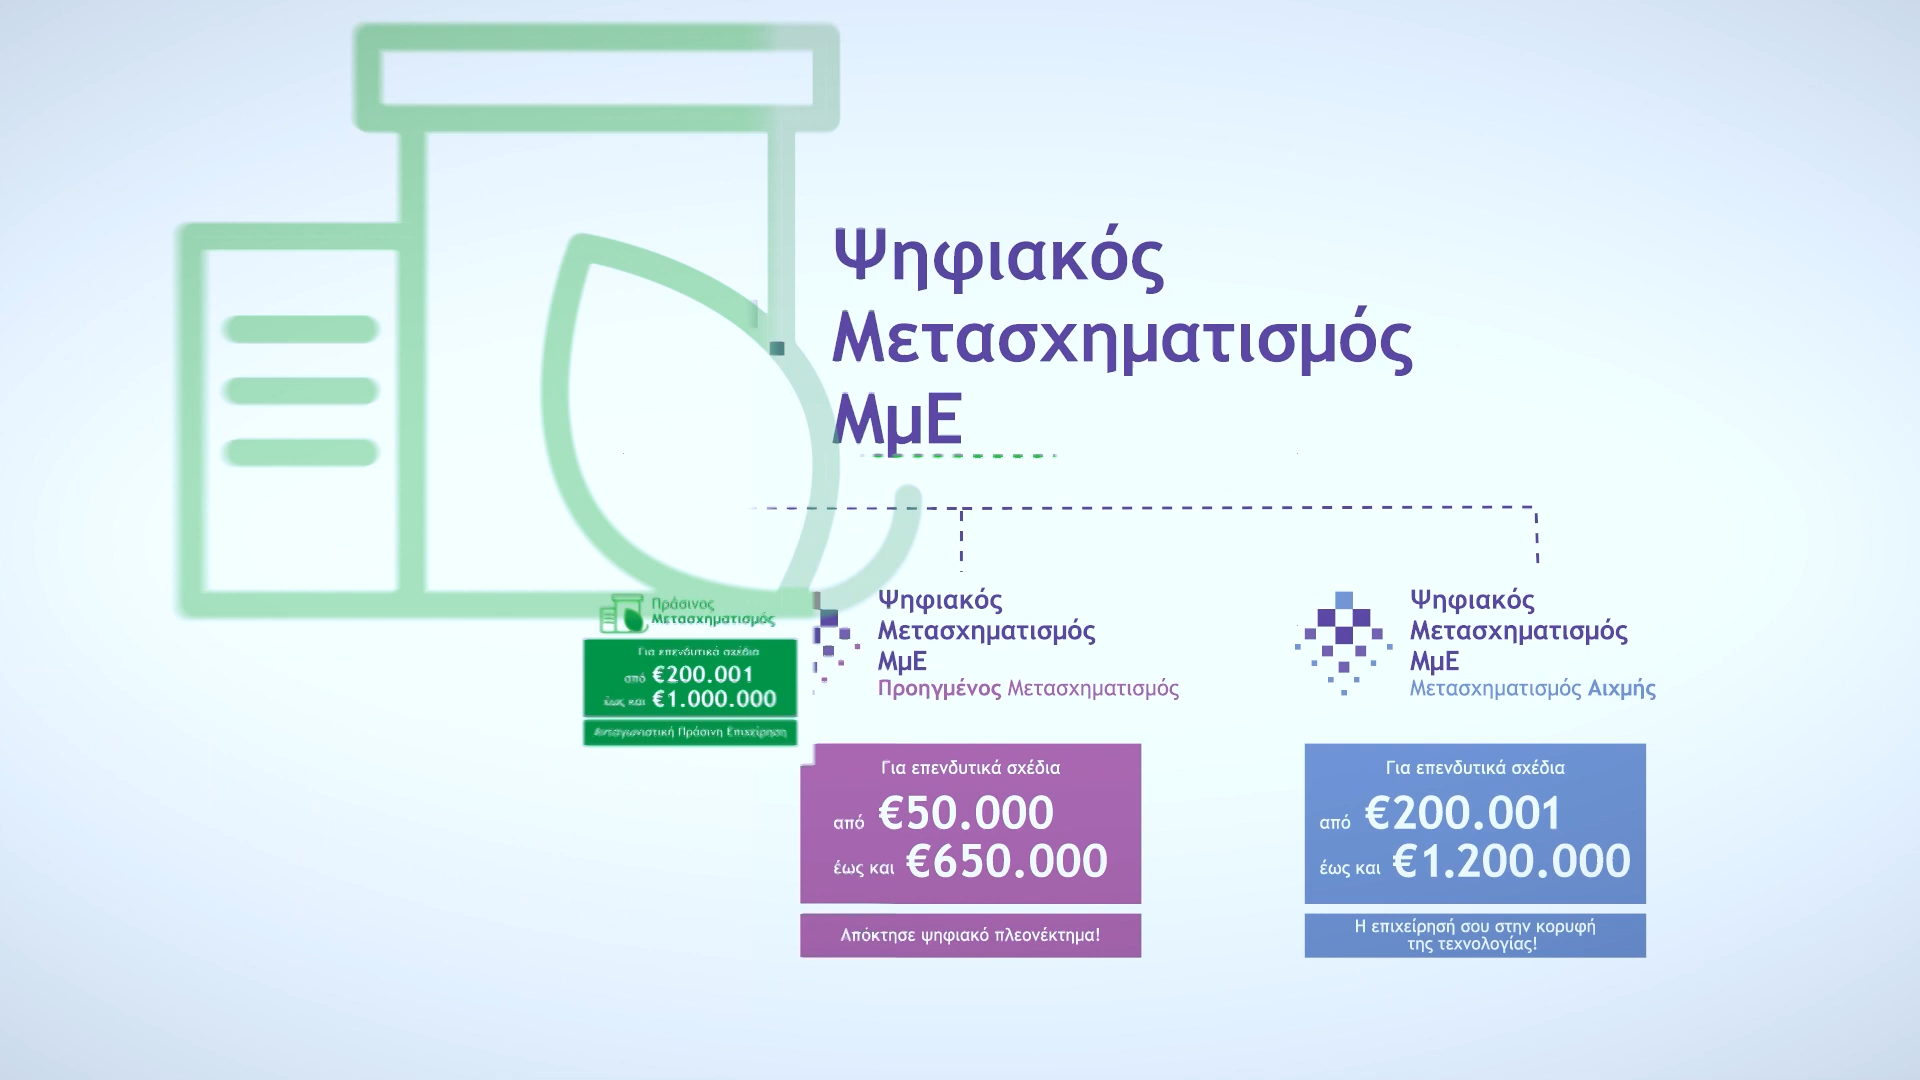 Ψηφιακός
Μετασχηματισμός
ΜμΕ
Πράσινος
Μετασχηματισμός
Για επενδυτικά σχέδια
από €200.001
έως και €1.000.000
Ανταγωνιστική Πράσινη Επιχείρηση
Ψηφιακός
Μετασχηματισμός
ΜμΕ
Προηγμένος Μετασχηματισμός
Για επενδυτικά σχέδια
από €50.000
έως και €650.000
Απόκτησε ψηφιακό πλεονέκτημα!
Ψηφιακός
Μετασχηματισμός
ΜμΕ
Μετασχηματισμός Αιχμής
Για επενδυτικά σχέδια
από €200.001
έως και €1.200.000
Η επιχείρησή σου στην κορυφή
της τεχνολογίας!